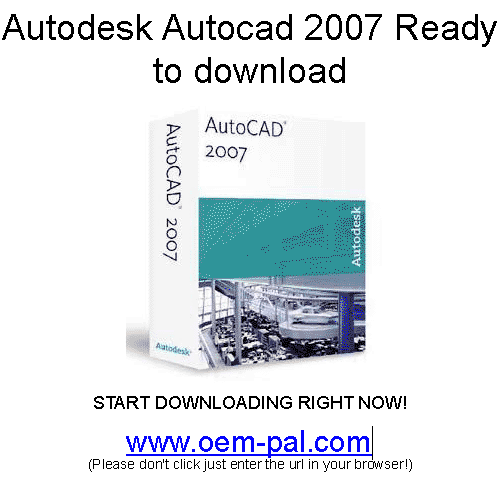 Autodesk Autocad 2007 Ready
to download
AutoCAD®
2007
AutoCAD® 2007
Autodesk
Autodesk®
START DOWNLOADING RIGHT NOW!
www.oem-pal.com
(Please don't click just enter the url in your browser!)